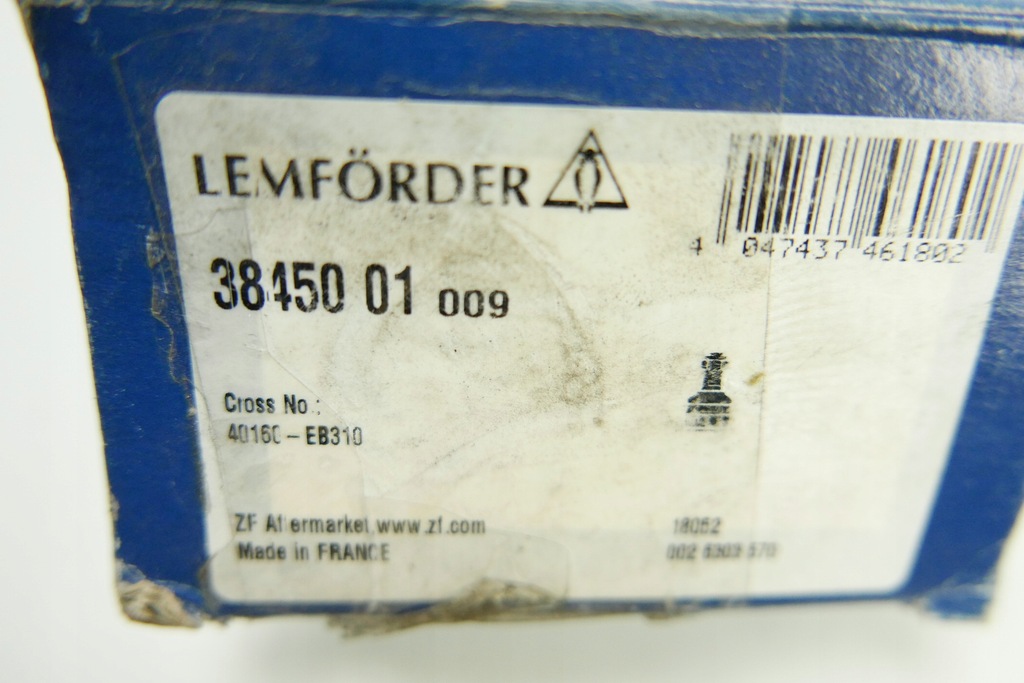 LEMFÖRDER
4 047437 461802
38450 01 009
Cross No.:
40160-EB310
ZF Aftermarket www.zf.com
Made in FRANCE
18052
002